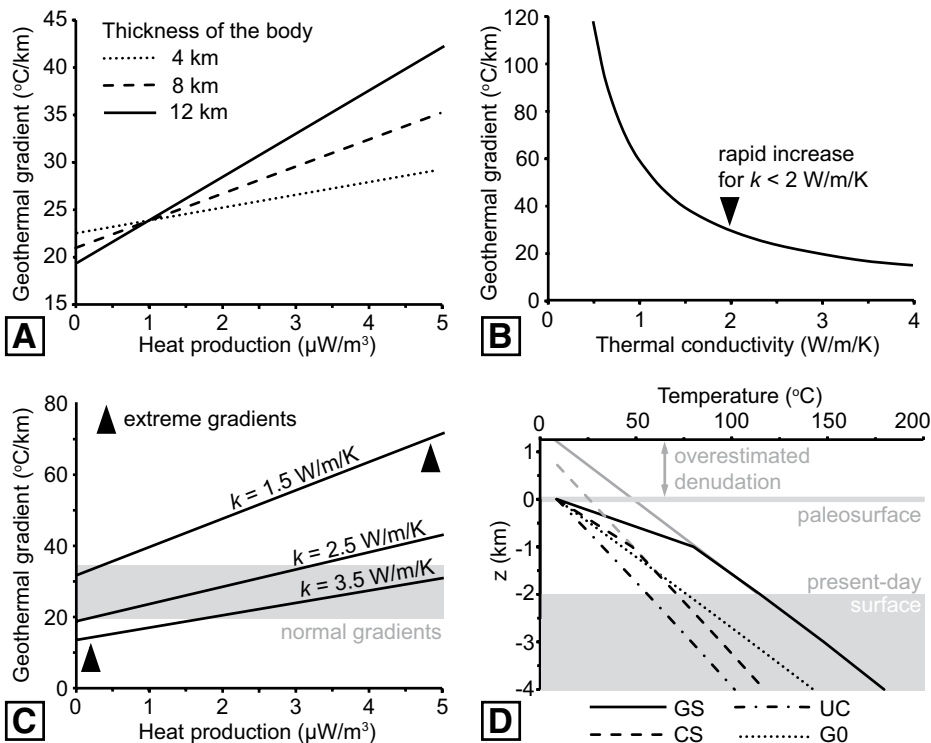 45
40
35
30
25
20
15
Geothermal gradient (°C/km)
Thickness of the body
4 km
8 km
12 km
0 1 2 3 4 5
Heat production (µW/m³)
A
120
100
80
60
40
20
0
Geothermal gradient (°C/km)
rapid increase
for k < 2 W/m/K
0 1 2 3 4
Thermal conductivity (W/m/K)
B
80
60
40
20
0
Geothermal gradient (°C/km)
extreme gradients
k = 1.5 W/m/K
k = 2.5 W/m/K
k = 3.5 W/m/K
normal gradients
0 1 2 3 4 5
Heat production (µW/m³)
C
Temperature (°C)
0 50 100 150 200
1
0
-1
-2
-3
-4
z (km)
overestimated
denudation
paleosurface
present-day
surface
GS UC
CS G0
D